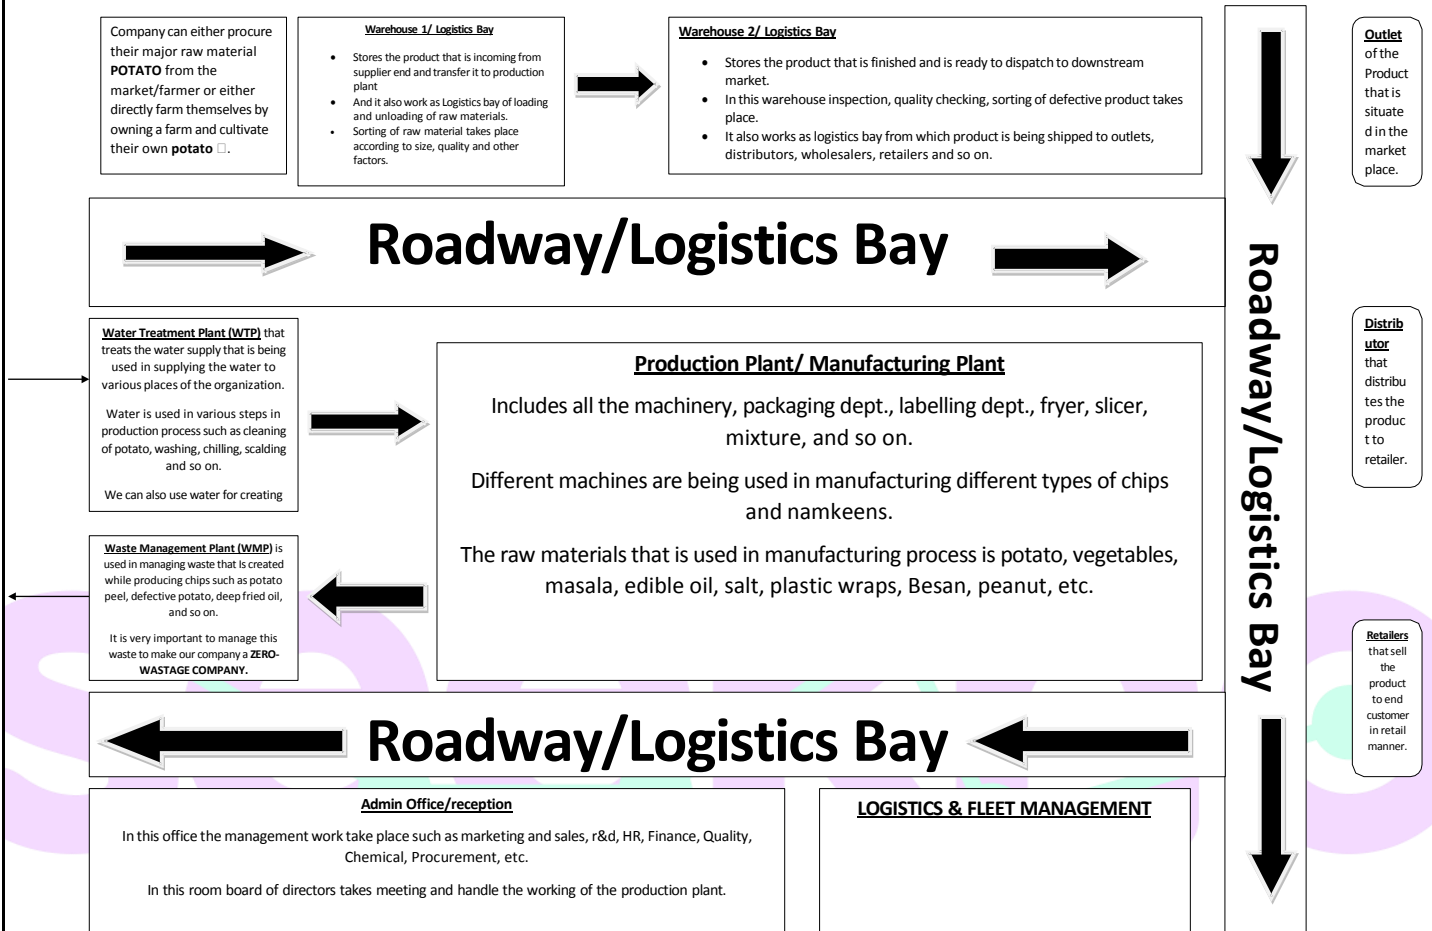 Company can either procure
their major raw material
POTATO from the
market/farmer or either
directly farm themselves by
owning a farm and cultivate
their own potato □.
Warehouse 1/ Logistics Bay
• Stores the product that is incoming from
supplier end and transfer it to production
plant
• And it also work as Logistics bay of loading
and unloading of raw materials.
• Sorting of raw material takes place
according to size, quality and other
factors.
Warehouse 2/ Logistics Bay
• Stores the product that is finished and is ready to dispatch to downstream
market.
• In this warehouse inspection, quality checking, sorting of defective product takes
place.
• It also works as logistics bay from which product is being shipped to outlets,
distributors, wholesalers, retailers and so on.
Outlet
of the
Product
that is
situate
d in the
market
place.
Roadway/Logistics Bay
Roadway/Logistics Bay
Water Treatment Plant (WTP) that
treats the water supply that is being
used in supplying the water to
various places of the organization.
Water is used in various steps in
production process such as cleaning
of potato, washing, chilling, scalding
and so on.
We can also use water for creating
Production Plant/ Manufacturing Plant
Includes all the machinery, packaging dept., labelling dept., fryer, slicer,
mixture, and so on.
Different machines are being used in manufacturing different types of chips
and namkeens.
The raw materials that is used in manufacturing process is potato, vegetables,
masala, edible oil, salt, plastic wraps, Besan, peanut, etc.
Distrib
utor
that
distribu
tes the
produc
t to
retailer.
Waste Management Plant (WMP) is
used in managing waste that Is created
while producing chips such as potato
peel, defective potato, deep fried oil,
and so on.
It is very important to manage this
waste to make our company a ZERO-
WASTAGE COMPANY.
Retailers
that sell
the
product
to end
customer
in retail
manner.
Roadway/Logistics Bay
Admin Office/reception
In this office the management work take place such as marketing and sales, r&d, HR, Finance, Quality,
Chemical, Procurement, etc.
In this room board of directors takes meeting and handle the working of the production plant.
LOGISTICS & FLEET MANAGEMENT